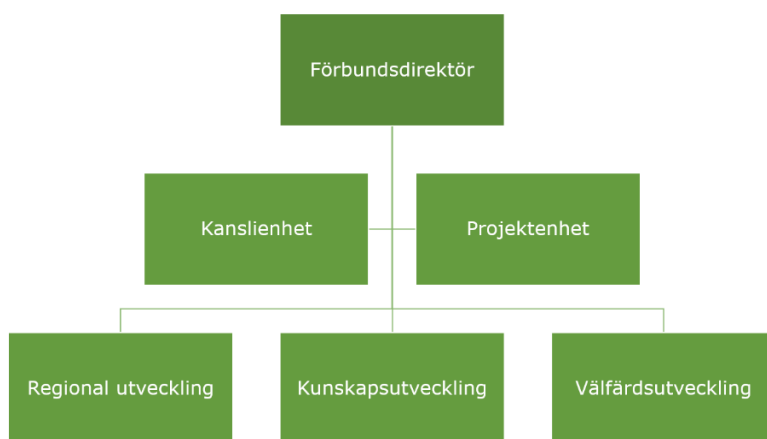 Förbundsdirektör
Kanslienhet
Projektenhet
Regional utveckling
Kunskapsutveckling
Välfärdsutveckling